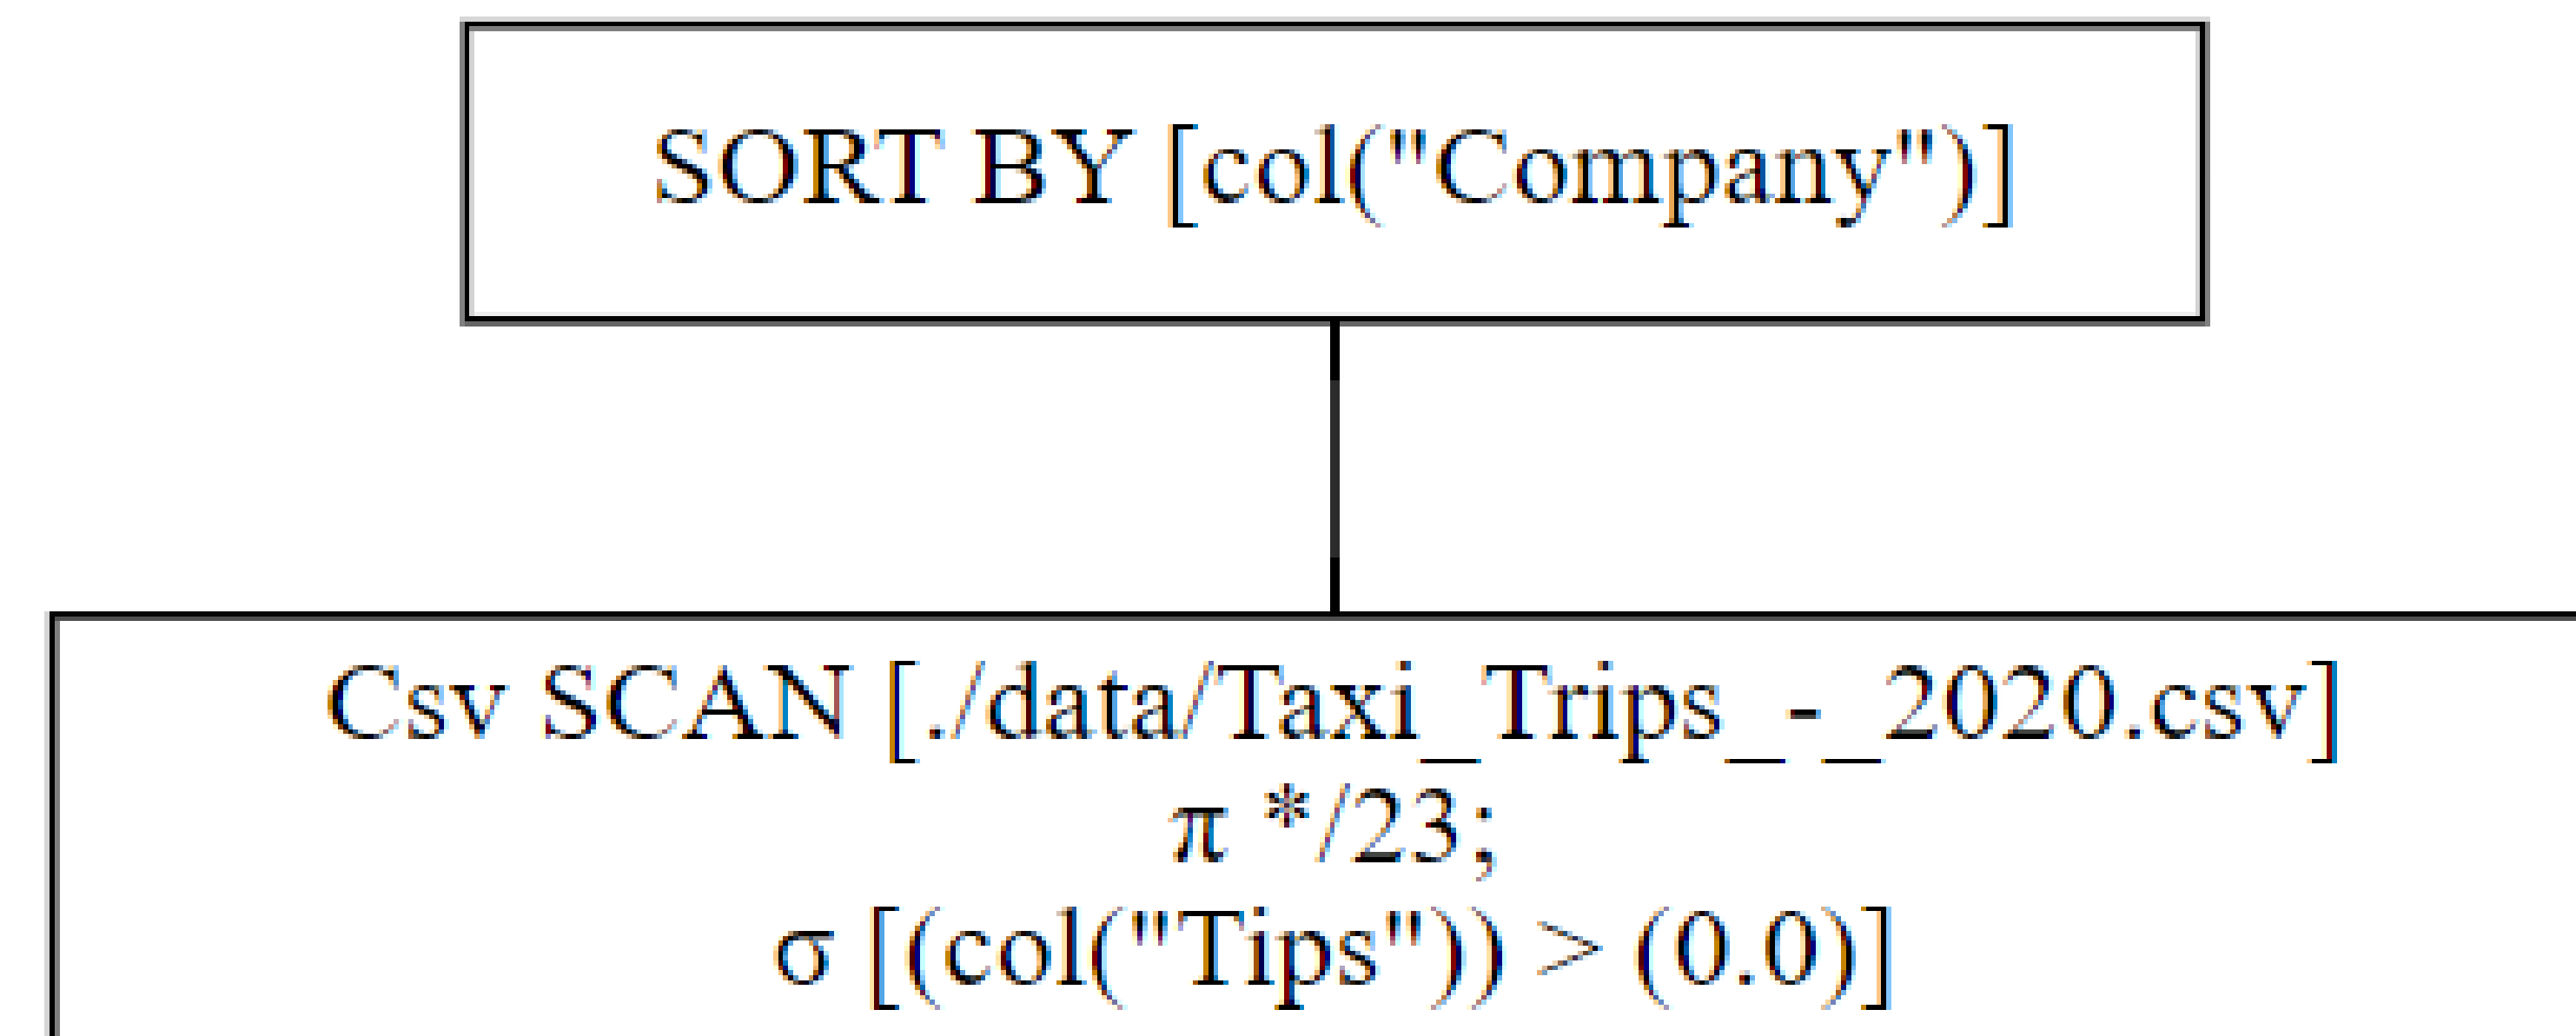 SORT BY [col("Company")]
Csv SCAN [./data/Taxi_Trips_-_2020.csv]
π */23;
σ [(col("Tips")) > (0.0)]